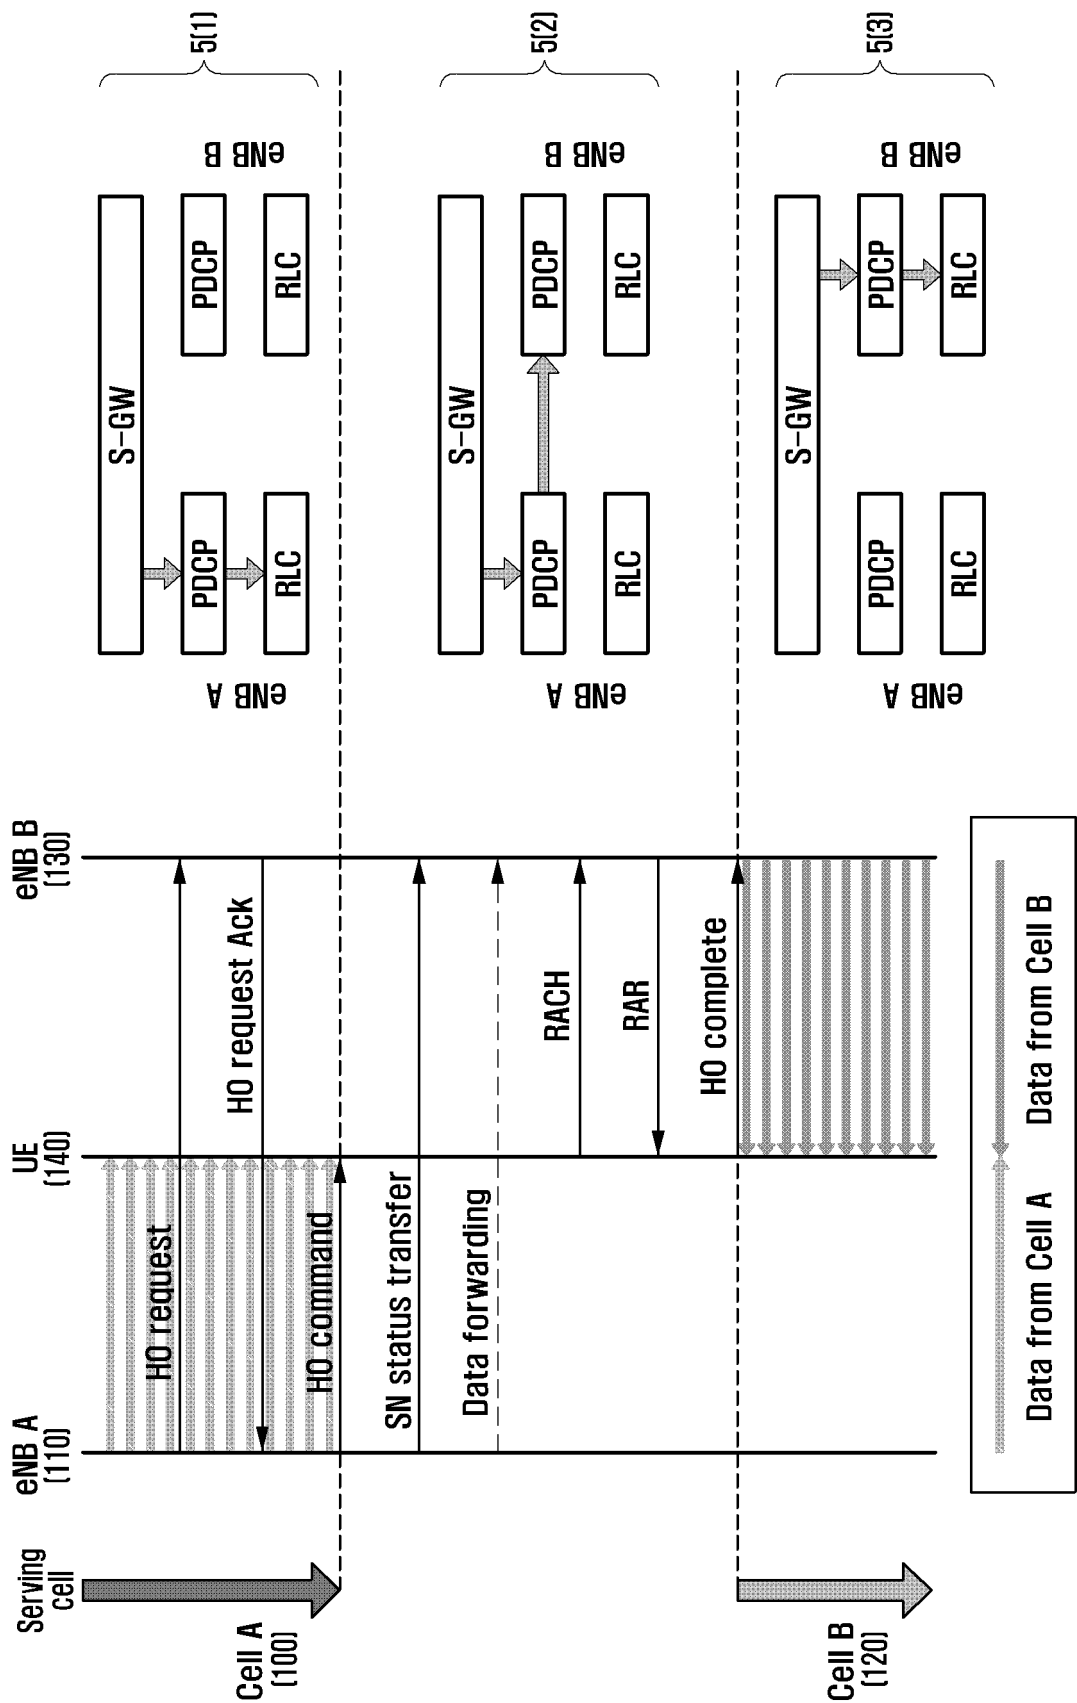 Serving
cell
eNB A
(110)
UE
(140)
eNB B
(130)
Cell A
(100)
HO request
HO request Ack
HO command
SN status transfer
Data forwarding
RACH
RAR
HO complete
Cell B
(120)
Data from Cell A
Data from Cell B
S-GW
PDCP
PDCP
RLC
RLC
eNB A
eNB B
5(1)
S-GW
PDCP
PDCP
RLC
RLC
eNB A
eNB B
5(2)
S-GW
PDCP
PDCP
RLC
RLC
eNB A
eNB B
5(3)